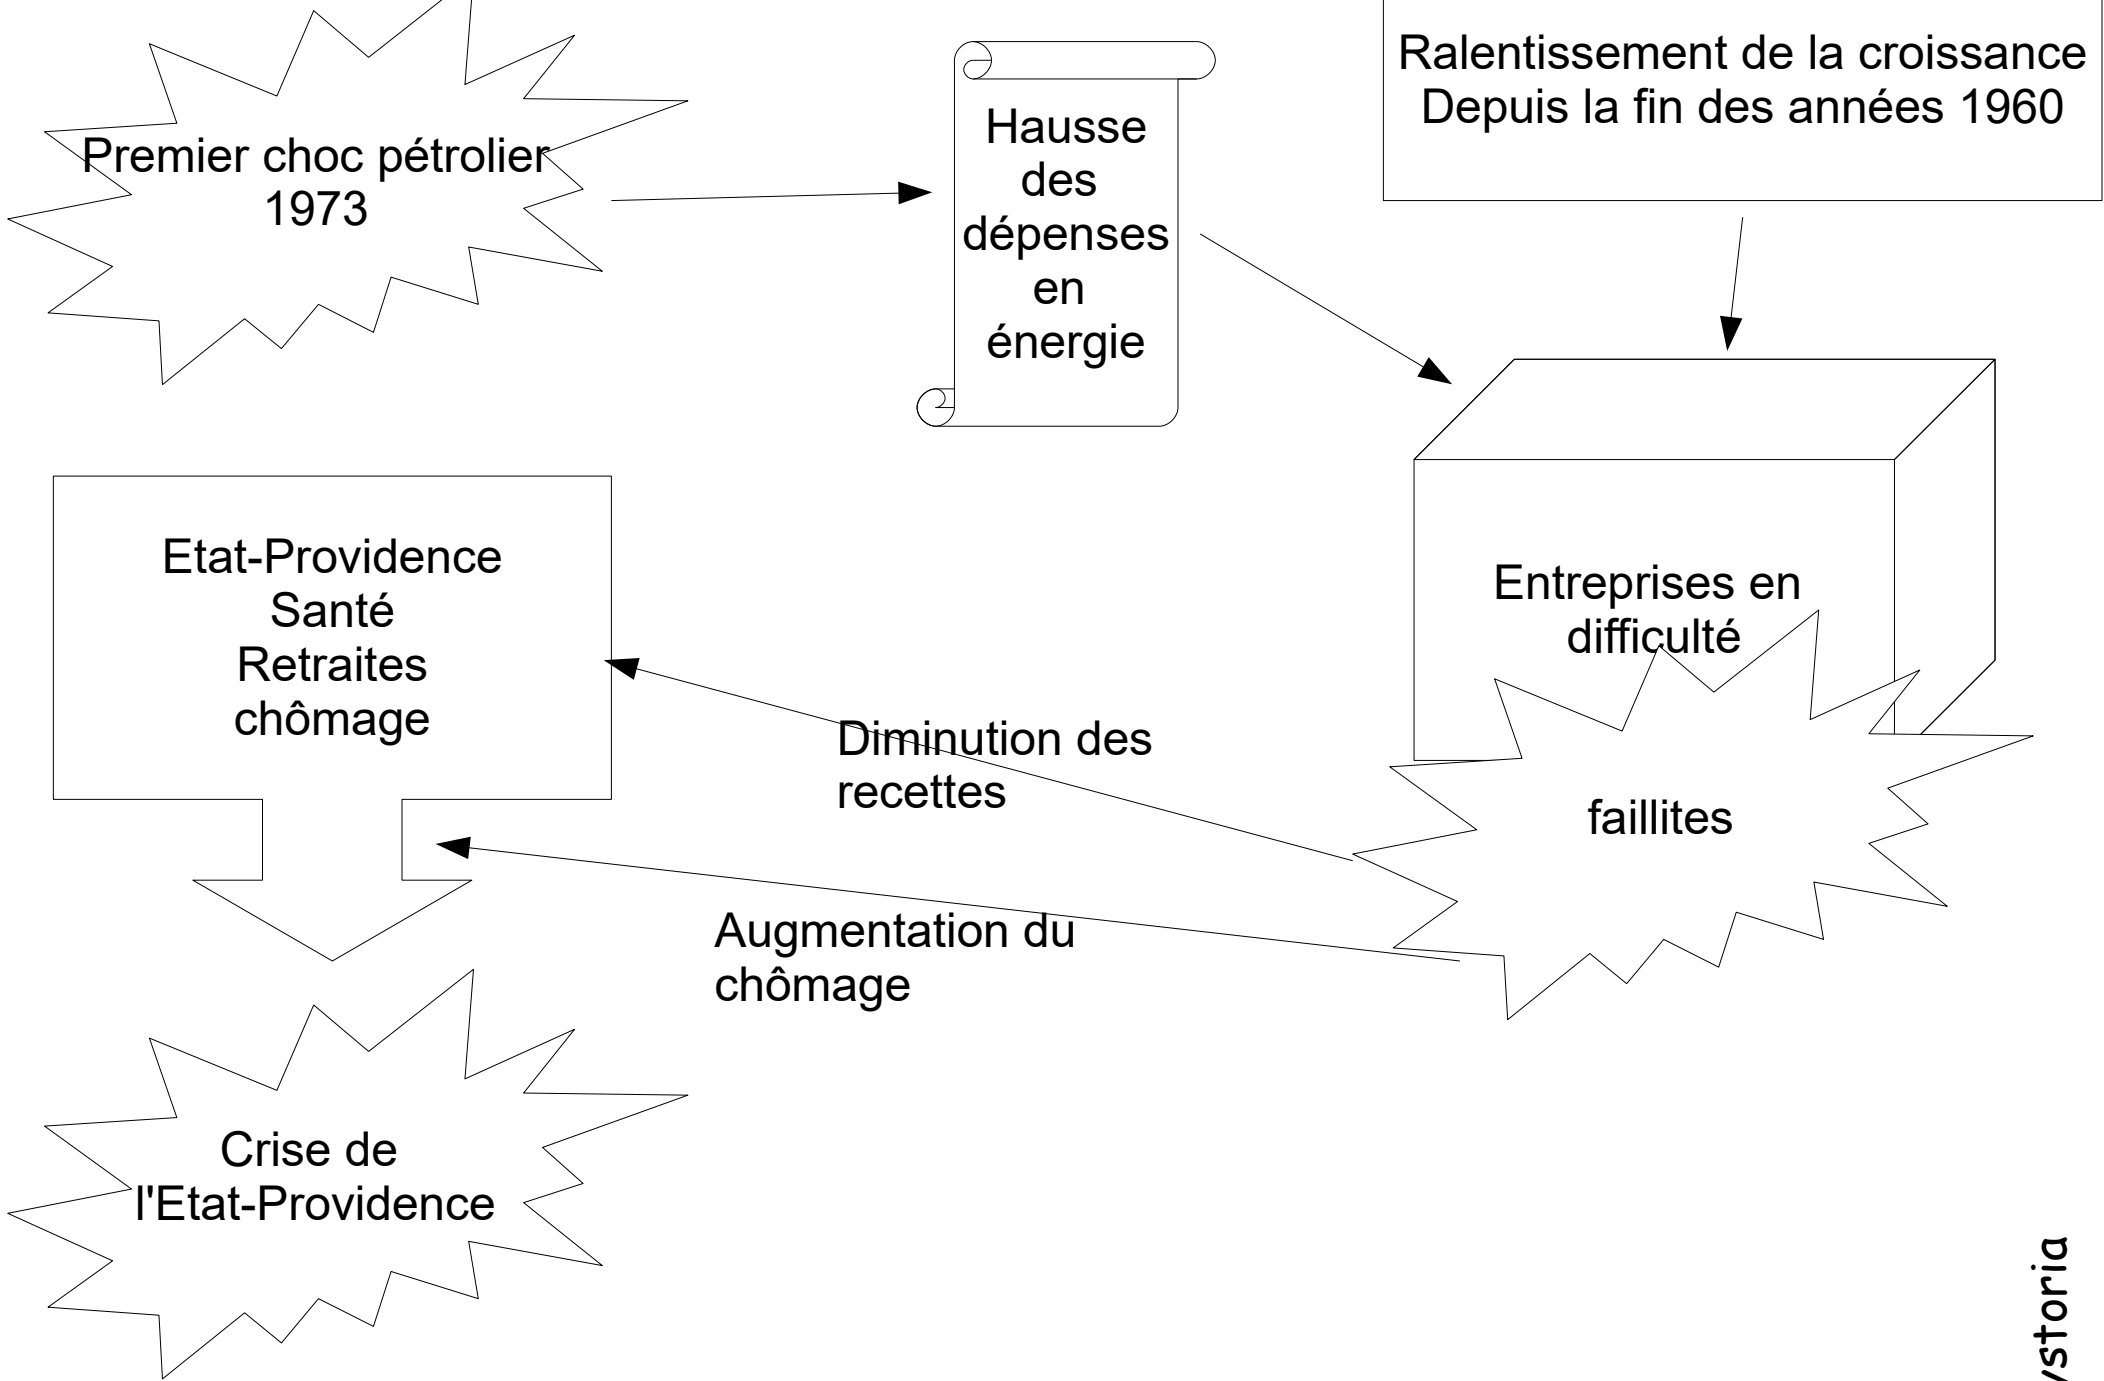 Premier choc pétrolier
1973
Hausse
des
dépenses
en
énergie
Ralentissement de la croissance
Depuis la fin des années 1960
Entreprises en
difficulté
faillites
Etat-Providence
Santé
Retraites
chômage
Diminution des
recettes
Augmentation du
chômage
Crise de
l'Etat-Providence